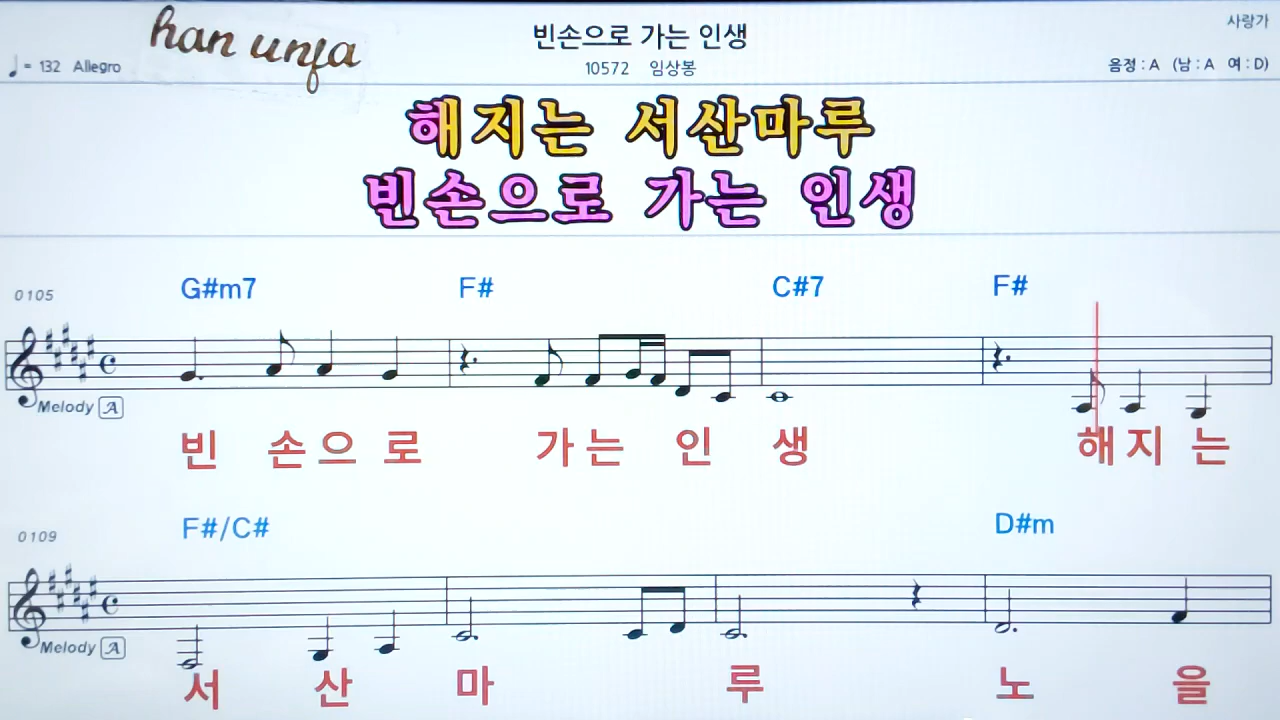 han unja
빈손으로 가는 인생
사랑가
♩ = 132 Allegro
10572 임상봉
음정 : A (남 : A 여 : D)
해지는 서산마루
빈손으로 가는 인생
0105
G#m7 F# C#7 F#
Melody A
빈 손으로 가는 인 생 해지 는
0109
F#/C# D#m
Melody A
서 산 마 루 노 을